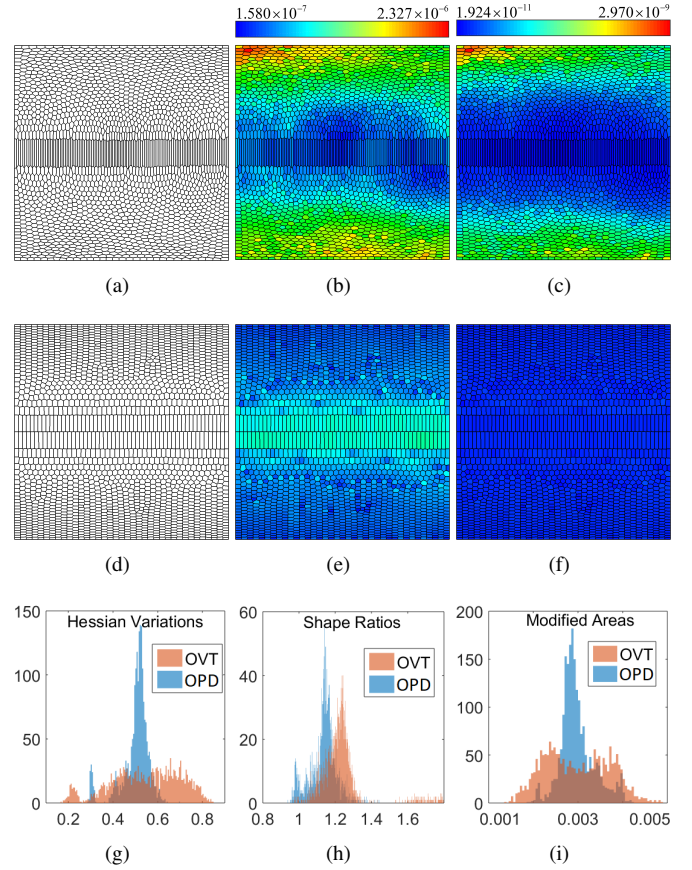 1.580×10⁻⁷ 2.327×10⁻⁶ 1.924×10⁻¹¹ 2.970×10⁻⁹
(a) (b) (c)
(d) (e) (f)
Hessian Variations
150
100
50
0
0.2 0.4 0.6 0.8
OVT
OPD
(g)
Shape Ratios
60
40
20
0
0.8 1 1.2 1.4 1.6
OVT
OPD
(h)
Modified Areas
200
150
100
50
0
0.001 0.003 0.005
OVT
OPD
(i)